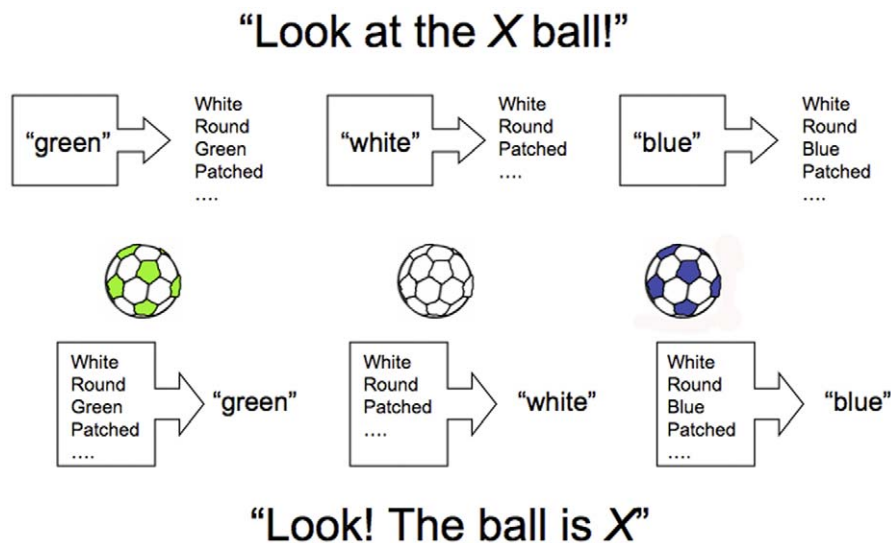 “Look at the X ball!”
“green”
White
Round
Green
Patched
....
“white”
White
Round
Patched
....
“blue”
White
Round
Blue
Patched
....
White
Round
Green
Patched
....
“green”
White
Round
Patched
....
“white”
White
Round
Blue
Patched
....
“blue”
“Look! The ball is X”